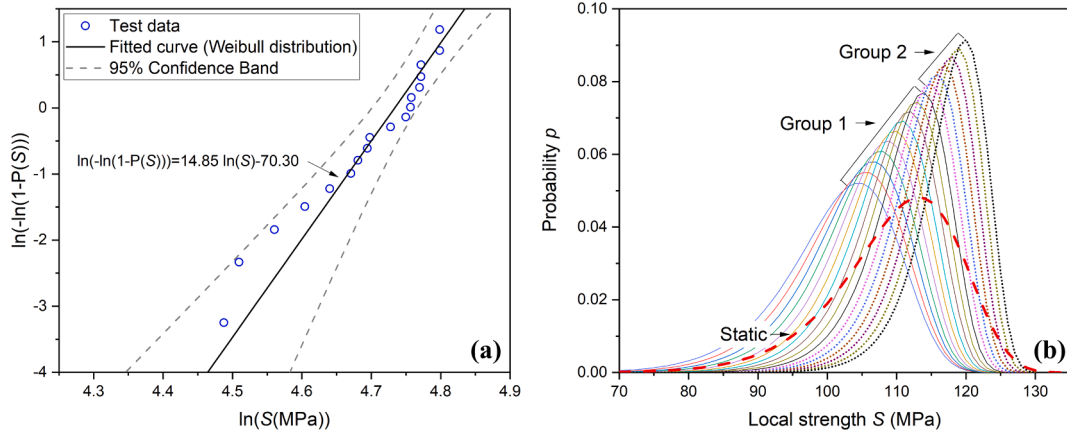 Test data
Fitted curve (Weibull distribution)
95% Confidence Band
ln(-ln(1-P(S)))=14.85 ln(S)-70.30
(a)
ln(-ln(1-P(S)))
1
0
-1
-2
-3
-4
4.3 4.4 4.5 4.6 4.7 4.8 4.9
ln(S(MPa))
Group 2
Group 1
Static
(b)
Probability p
0.10
0.08
0.06
0.04
0.02
0.00
70 80 90 100 110 120 130
Local strength S (MPa)